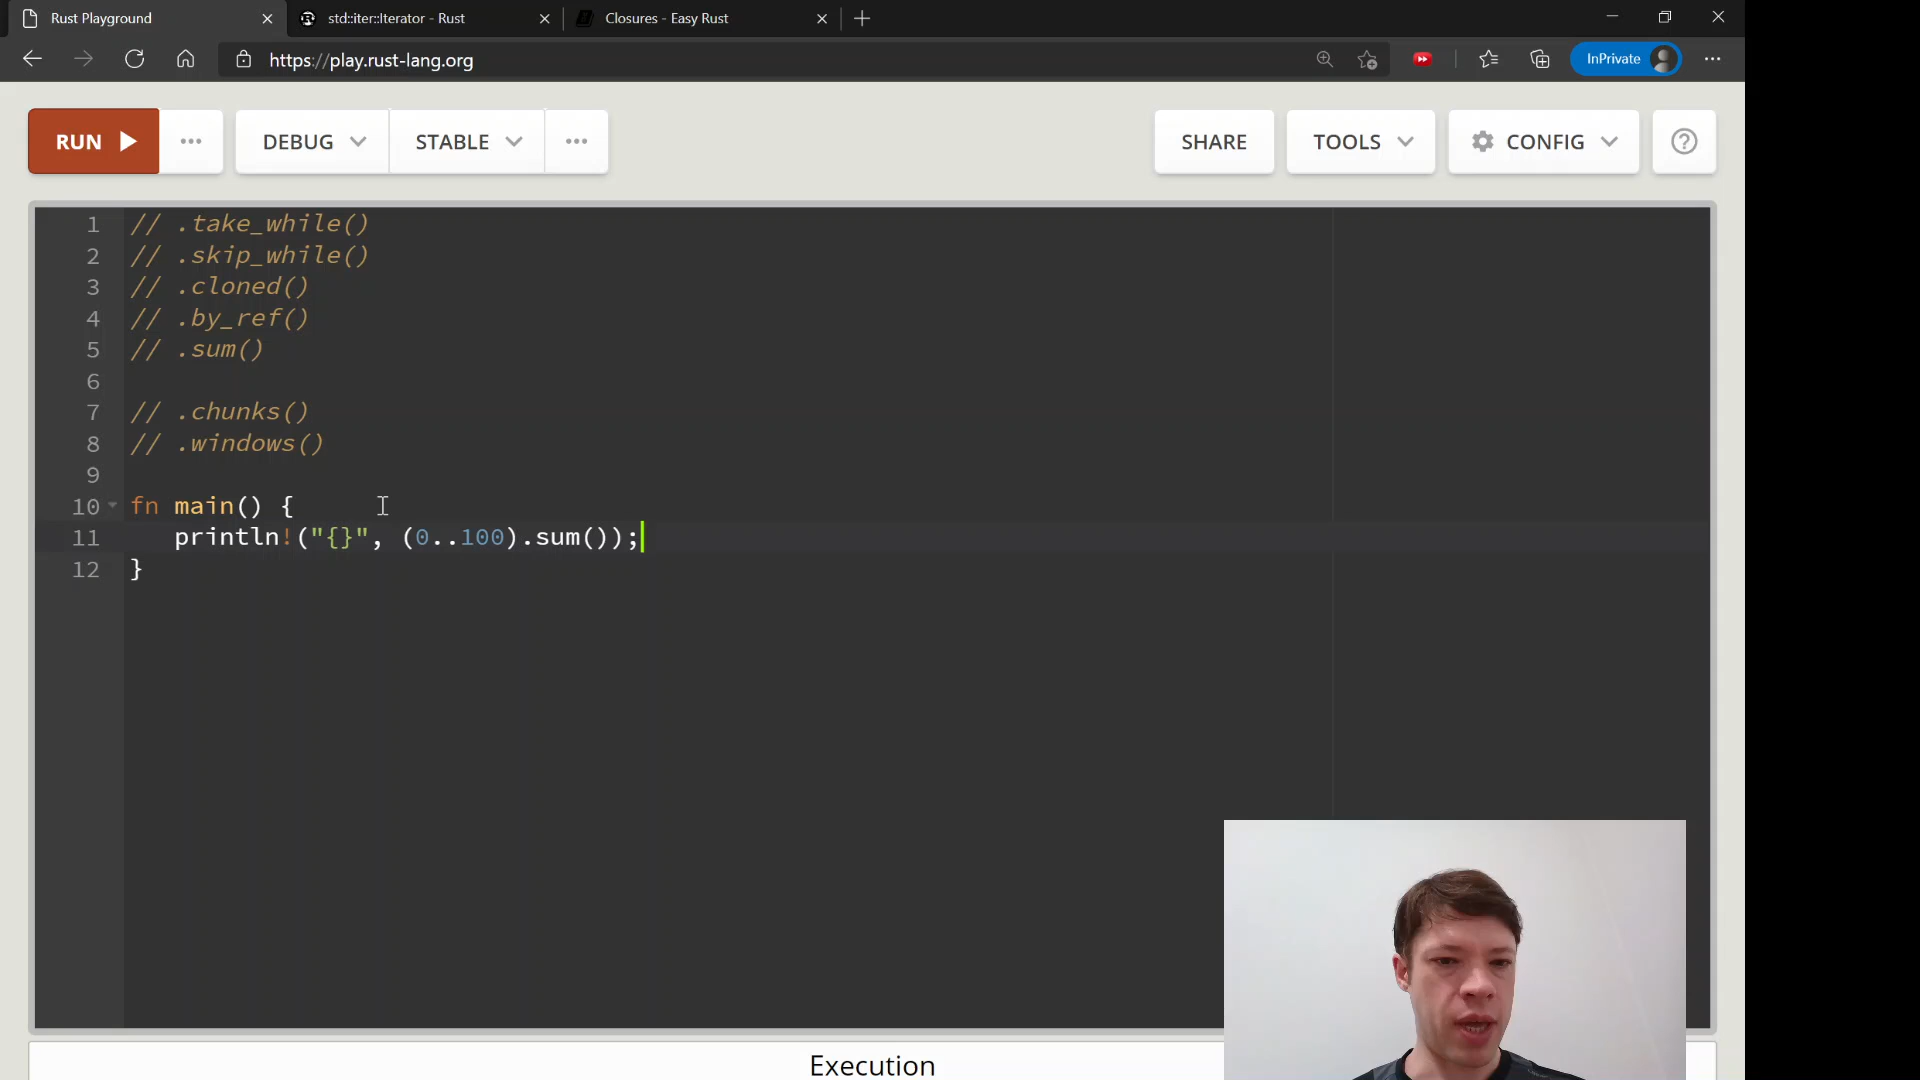 Rust Playground
std::iter::Iterator - Rust
Closures - Easy Rust
https://play.rust-lang.org
InPrivate
RUN
DEBUG
STABLE
SHARE
TOOLS
CONFIG
1 // .take_while()
2 // .skip_while()
3 // .cloned()
4 // .by_ref()
5 // .sum()
6
7 // .chunks()
8 // .windows()
9
10 fn main() {
11 println!("{}", (0..100).sum());
12 }
Execution